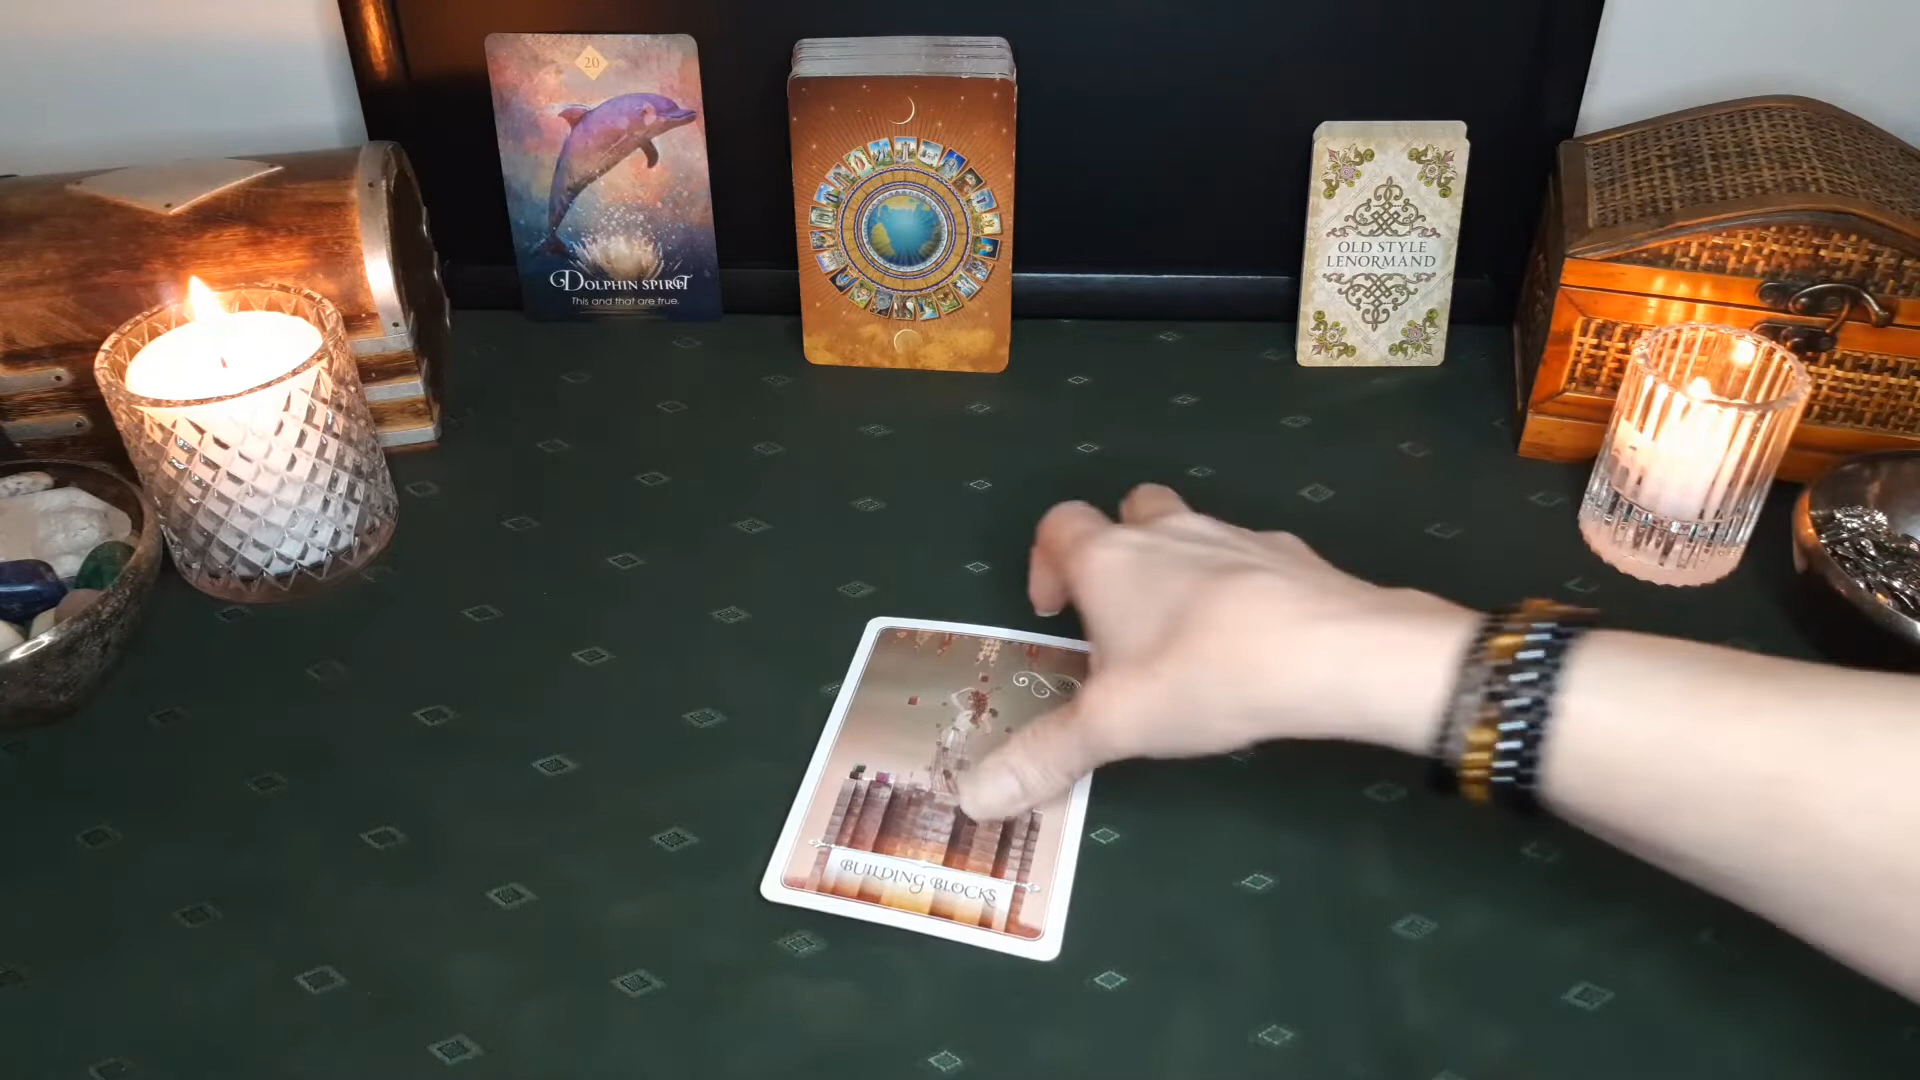 20
DOLPHIN SPIRIT
This and that are true.
OLD STYLE
LENORMAND
BUILDING BLOCKS